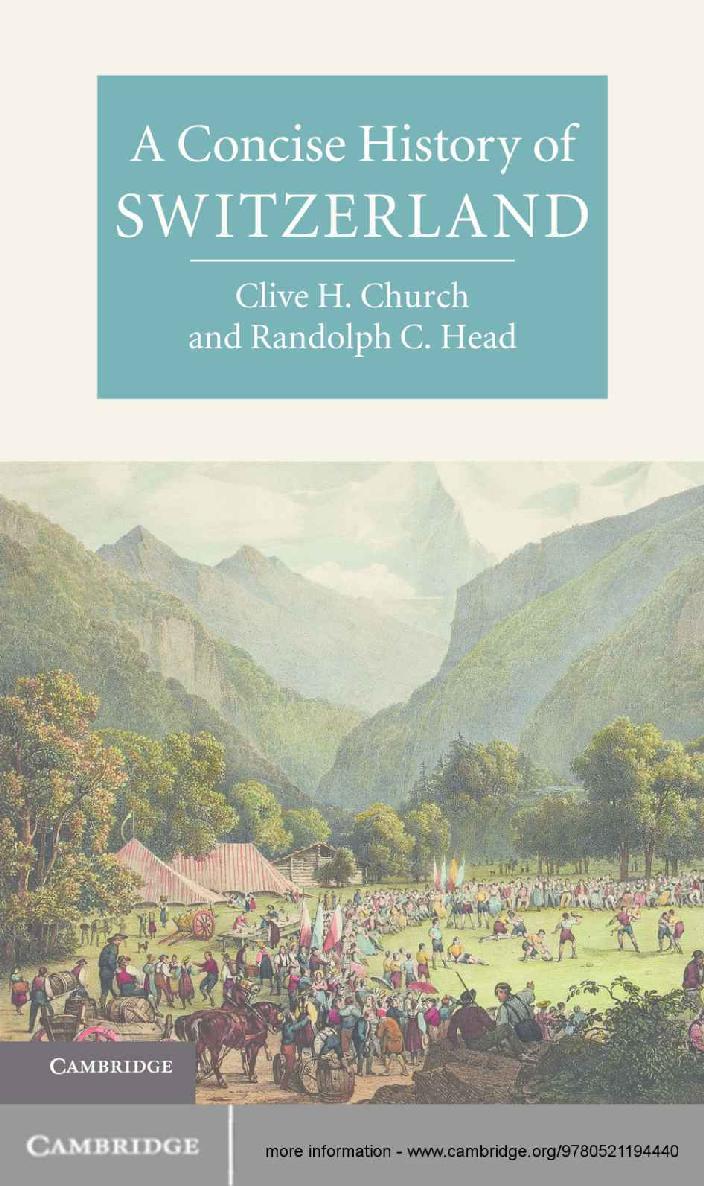 A Concise History of
SWITZERLAND
Clive H. Church
and Randolph C. Head
CAMBRIDGE
CAMBRIDGE
more information - www.cambridge.org/9780521194440